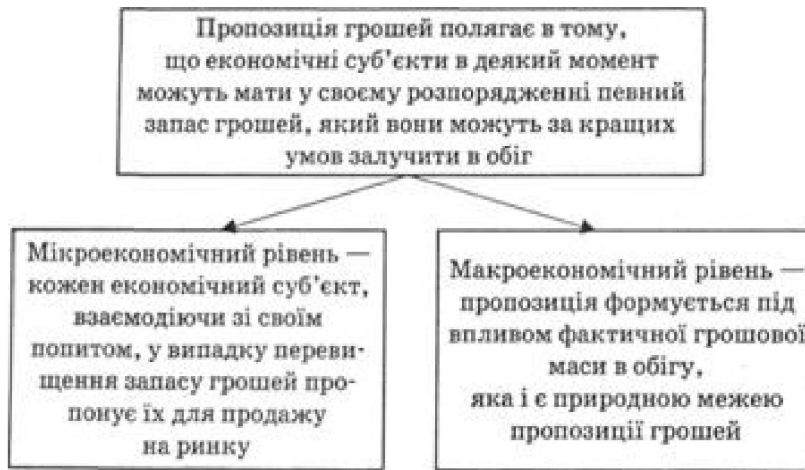 Пропозиція грошей полягає в тому,
що економічні суб'єкти в деякий момент
можуть мати у своєму розпорядженні певний
запас грошей, який вони можуть за кращих
умов залучити в обіг
Мікроекономічний рівень —
кожен економічний суб'єкт,
взаємодіючи зі своїм
попитом, у випадку переви-
щення запасу грошей про-
понує їх для продажу
на ринку
Макроекономічний рівень —
пропозиція формується під
впливом фактичної грошової
маси в обігу,
яка і є природною межею
пропозиції грошей